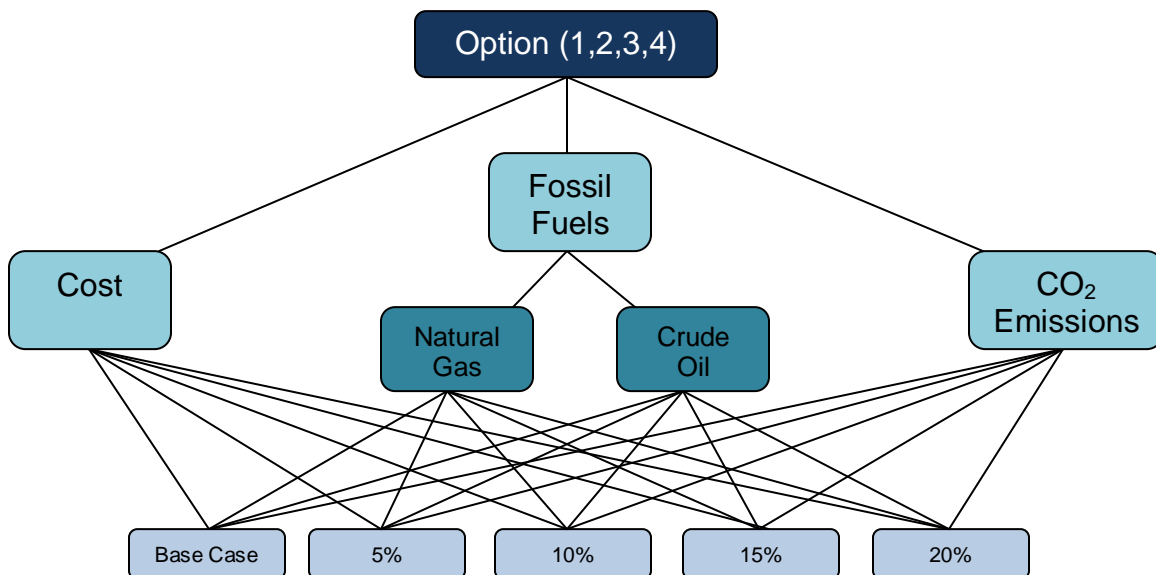 Option (1,2,3,4)
Fossil
Fuels
Cost
CO₂
Emissions
Natural
Gas
Crude
Oil
Base Case
5%
10%
15%
20%